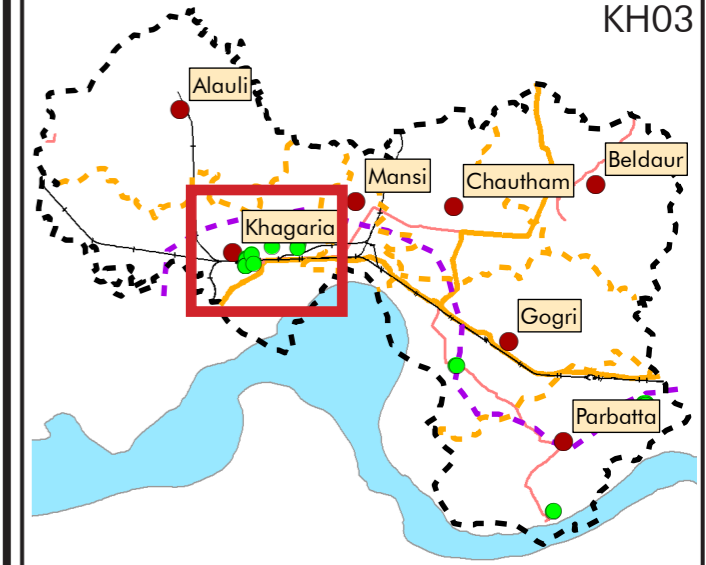 KH03
Alauli
Beldaur
Mansi
Chautham
Khagaria
Gogri
Parbatta